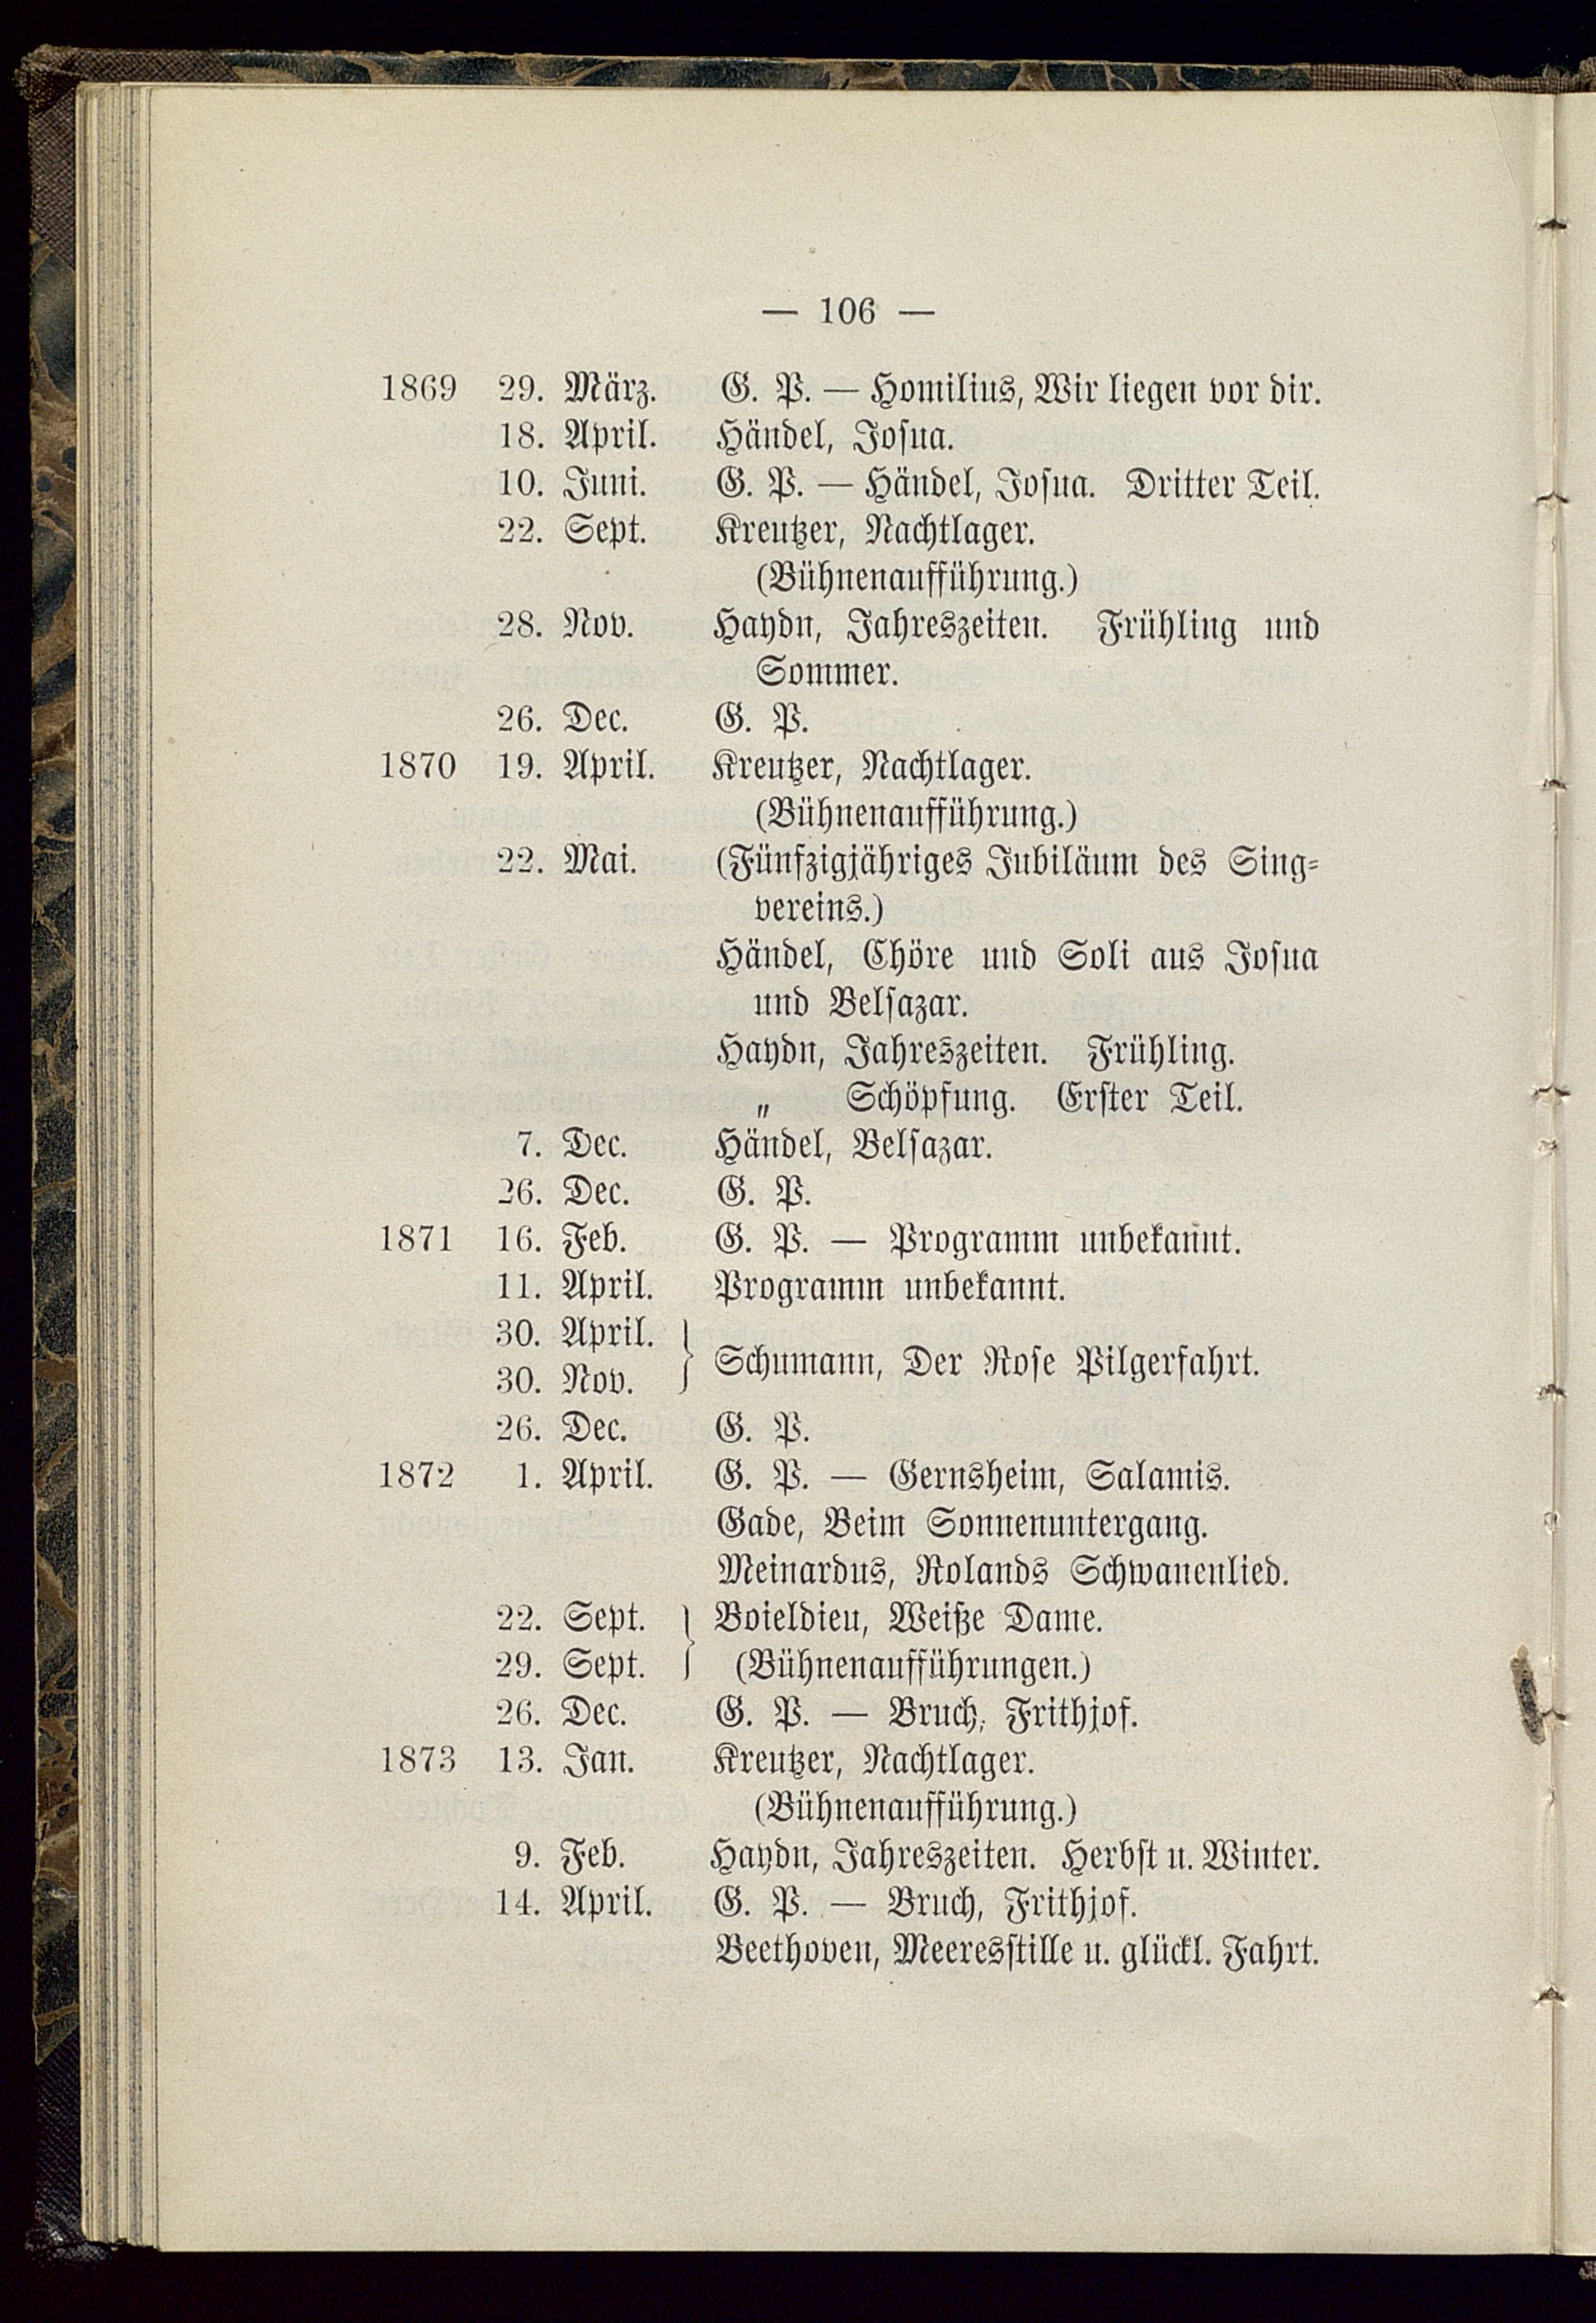 — 106 —
1869 29. März. G. P. — Homilius, Wir liegen vor dir.
18. April. Händel, Josua.
10. Juni. G. P. — Händel, Josua. Dritter Teil.
22. Sept. Kreutzer, Nachtlager.
(Bühnenaufführung.)
28. Nov. Haydn, Jahreszeiten. Frühling und
Sommer.
26. Dec. G. P.
1870 19. April. Kreutzer, Nachtlager.
(Bühnenaufführung.)
22. Mai. (Fünfzigjähriges Jubiläum des Sing-
vereins.)
Händel, Chöre und Soli aus Josua
und Belsazar.
Haydn, Jahreszeiten. Frühling.
„ Schöpfung. Erster Teil.
7. Dec. Händel, Belsazar.
26. Dec. G. P.
1871 16. Feb. G. P. — Programm unbekannt.
11. April. Programm unbekannt.
30. April. }
Schumann, Der Rose Pilgerfahrt.
30. Nov.
26. Dec. G. P.
1872 1. April. G. P. — Gernsheim, Salamis.
Gade, Beim Sonnenuntergang.
Meinardus, Rolands Schwanenlied.
22. Sept. } Boieldieu, Weiße Dame.
29. Sept. (Bühnenaufführungen.)
26. Dec. G. P. — Bruch, Frithjof.
1873 13. Jan. Kreutzer, Nachtlager.
(Bühnenaufführung.)
9. Feb. Haydn, Jahreszeiten. Herbst u. Winter.
14. April. G. P. — Bruch, Frithjof.
Beethoven, Meeresstille u. glückl. Fahrt.